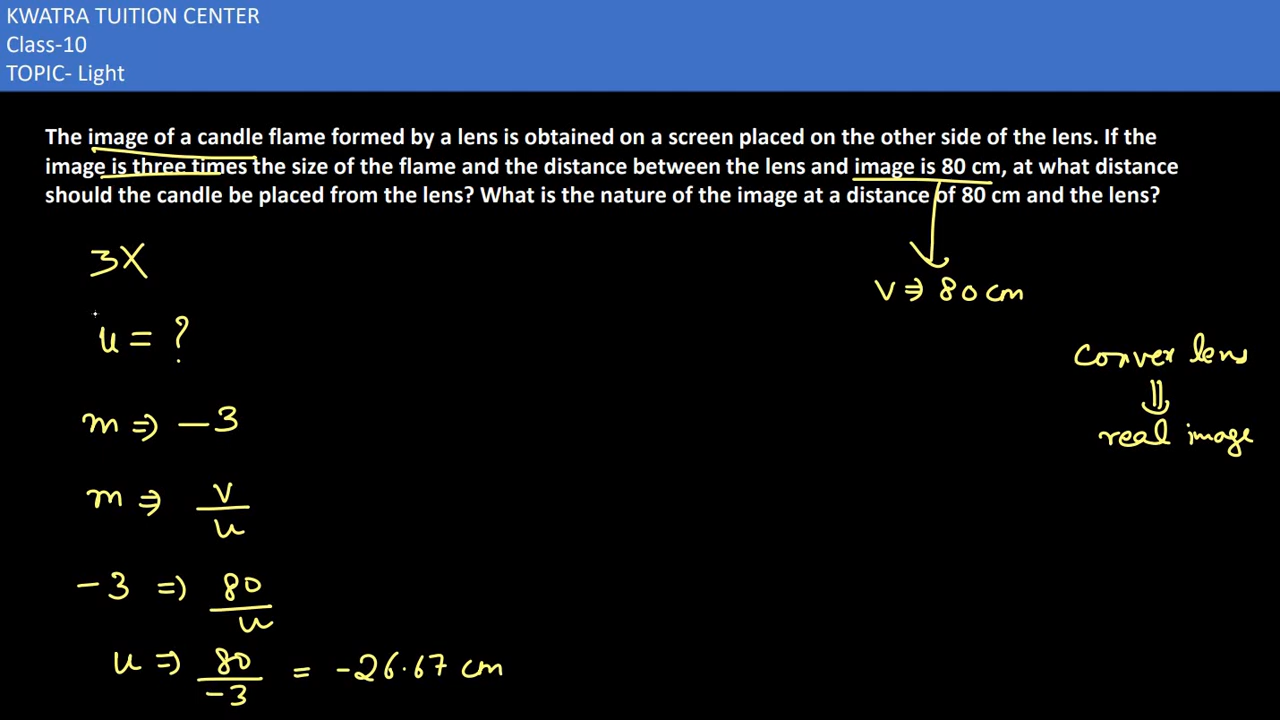 KWATRA TUITION CENTER
Class-10
TOPIC- Light
The image of a candle flame formed by a lens is obtained on a screen placed on the other side of the lens. If the
image is three times the size of the flame and the distance between the lens and image is 80 cm, at what distance
should the candle be placed from the lens? What is the nature of the image at a distance of 80 cm and the lens?
3X
v ⇒ 80 cm
u = ?
Convex lens
⇓
real image
m ⇒ -3
m ⇒ v/u
-3 ⇒ 80/u
u ⇒ 80/-3 = -26.67 cm